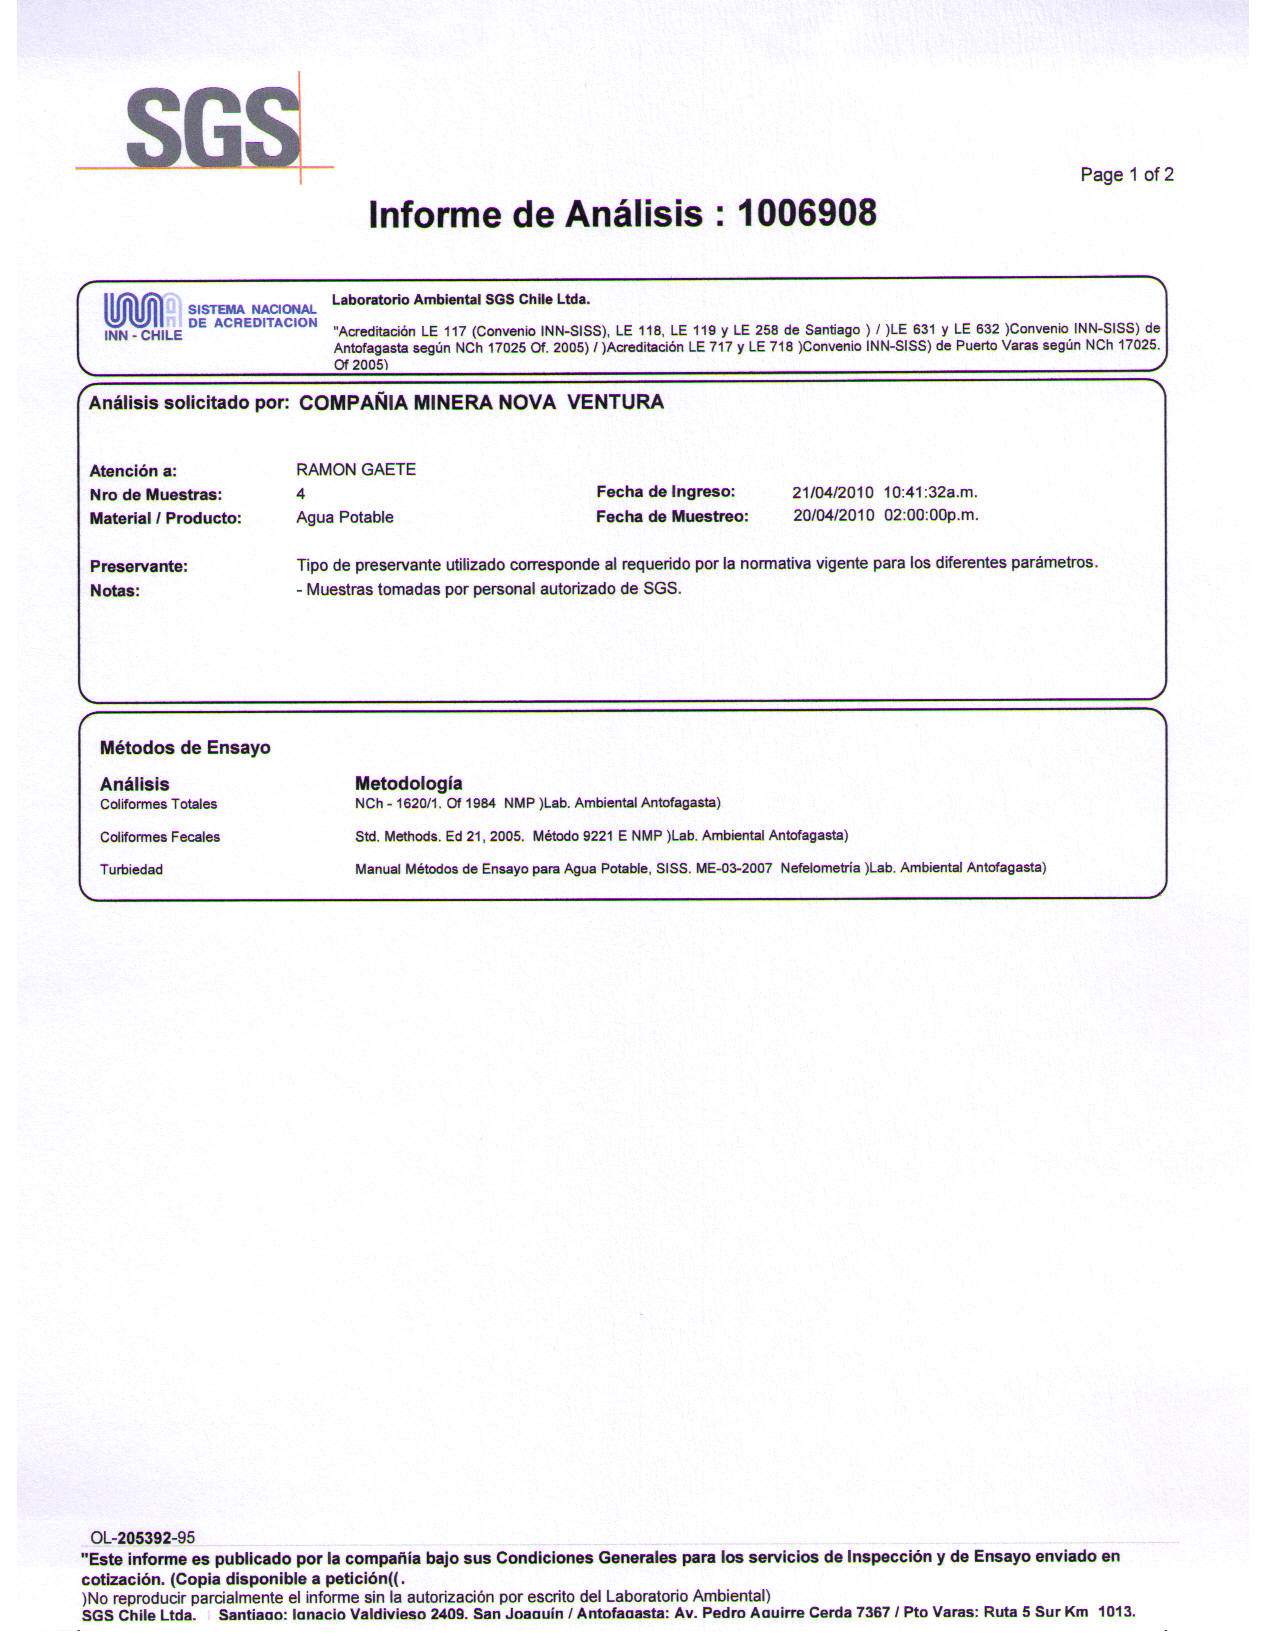 SGS
Page 1 of 2
Informe de Análisis : 1006908
INN - CHILE
SISTEMA NACIONAL
DE ACREDITACION
Laboratorio Ambiental SGS Chile Ltda.
"Acreditación LE 117 (Convenio INN-SISS), LE 118, LE 119 y LE 258 de Santiago ) / )LE 631 y LE 632 )Convenio INN-SISS) de
Antofagasta según NCh 17025 Of. 2005) / )Acreditación LE 717 y LE 718 )Convenio INN-SISS) de Puerto Varas según NCh 17025.
Of 2005)
Análisis solicitado por: COMPAÑIA MINERA NOVA VENTURA
Atención a: RAMON GAETE
Nro de Muestras: 4 Fecha de Ingreso: 21/04/2010 10:41:32a.m.
Material / Producto: Agua Potable Fecha de Muestreo: 20/04/2010 02:00:00p.m.
Preservante: Tipo de preservante utilizado corresponde al requerido por la normativa vigente para los diferentes parámetros.
Notas: - Muestras tomadas por personal autorizado de SGS.
Métodos de Ensayo
Análisis Metodología
Coliformes Totales NCh - 1620/1. Of 1984 NMP )Lab. Ambiental Antofagasta)
Coliformes Fecales Std. Methods. Ed 21, 2005. Método 9221 E NMP )Lab. Ambiental Antofagasta)
Turbiedad Manual Métodos de Ensayo para Agua Potable, SISS. ME-03-2007 Nefelometría )Lab. Ambiental Antofagasta)
OL-205392-95
"Este informe es publicado por la compañía bajo sus Condiciones Generales para los servicios de Inspección y de Ensayo enviado en
cotización. (Copia disponible a petición((.
)No reproducir parcialmente el informe sin la autorización por escrito del Laboratorio Ambiental)
SGS Chile Ltda. Santiago: Ignacio Valdivieso 2409. San Joaquín / Antofagasta: Av. Pedro Aguirre Cerda 7367 / Pto Varas: Ruta 5 Sur Km 1013.